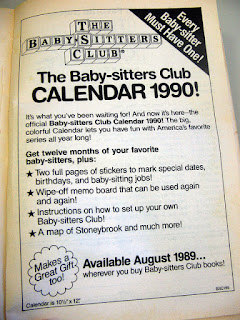 THE
BABY-SITTERS
CLUB®
Every
Baby-sitter
Must Have One!
The Baby-sitters Club
CALENDAR 1990!
It's what you've been waiting for! And now it's here—the
official Baby-sitters Club Calendar 1990! The big,
colorful Calendar lets you have fun with America's favorite
series all year long!
Get twelve months of your favorite
baby-sitters, plus:
★ Two full pages of stickers to mark special dates,
birthdays, and baby-sitting jobs!
★ Wipe-off memo board that can be used again
and again!
★ Instructions on how to set up your own
Baby-sitters Club!
★ A map of Stoneybrook and much more!
Makes a
Great Gift—
too!
Available August 1989...
wherever you buy Baby-sitters Club books!
Calendar is 10½" x 12"